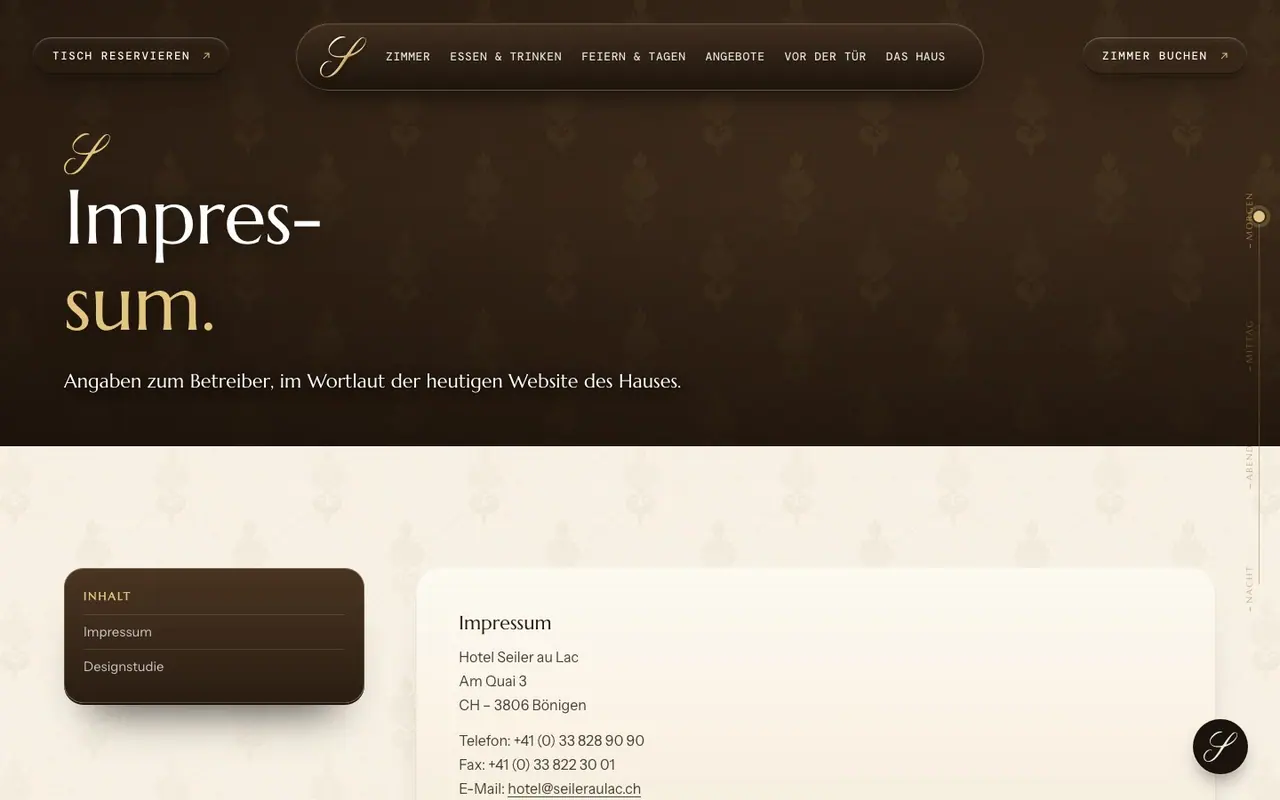 TISCH RESERVIEREN ↗
S
ZIMMER
ESSEN & TRINKEN
FEIERN & TAGEN
ANGEBOTE
VOR DER TÜR
DAS HAUS
ZIMMER BUCHEN ↗
S
Impres-
sum.
Angaben zum Betreiber, im Wortlaut der heutigen Website des Hauses.
– MORGEN
– MITTAG
– ABEND
– NACHT
INHALT
Impressum
Designstudie
Impressum
Hotel Seiler au Lac
Am Quai 3
CH – 3806 Bönigen
Telefon: +41 (0) 33 828 90 90
Fax: +41 (0) 33 822 30 01
E-Mail: hotel@seileraulac.ch
S